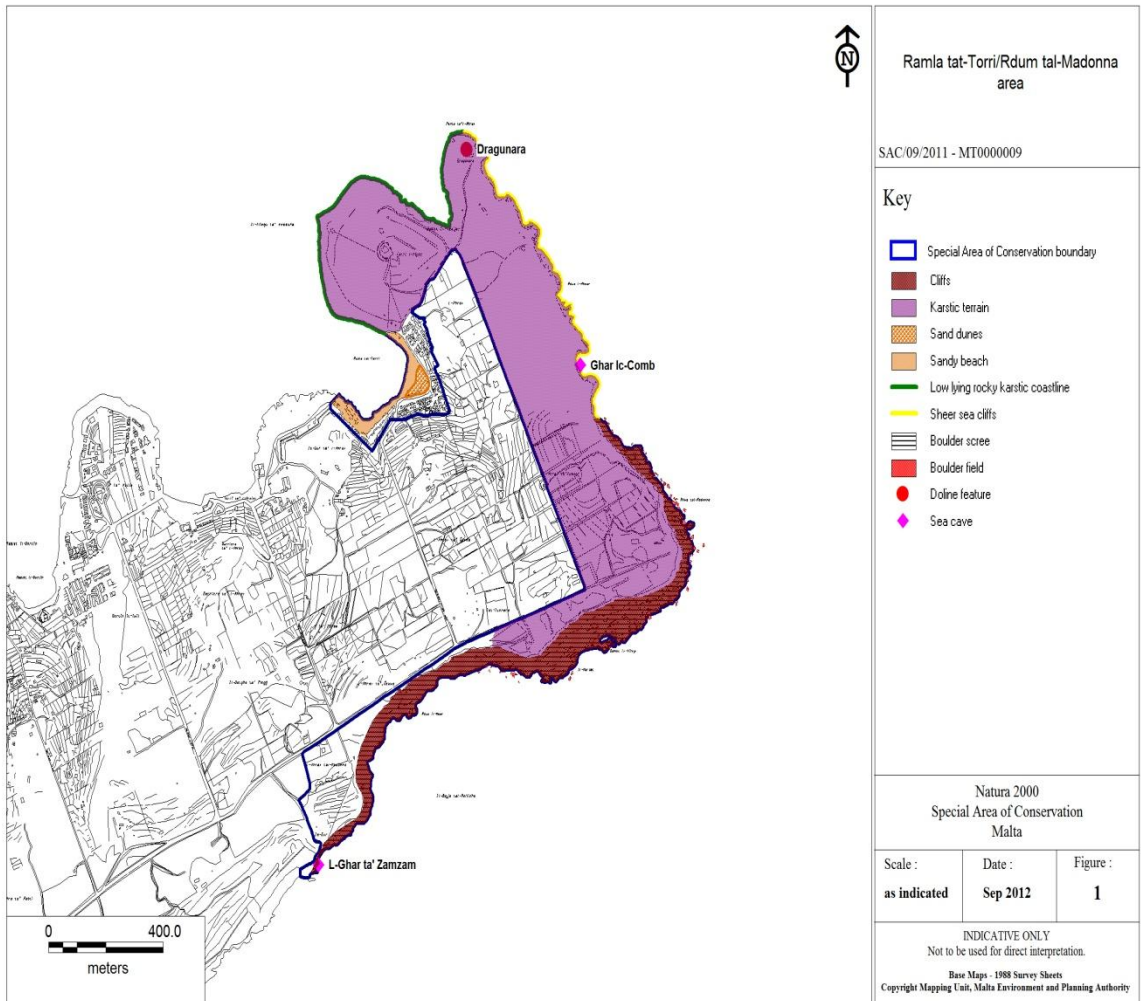 N
Dragunara
Ghar Ic-Comb
L-Ghar ta' Zamzam
0 400.0
meters
Ramla tat-Torri/Rdum tal-Madonna
area
SAC/09/2011 - MT0000009
Key
Special Area of Conservation boundary
Cliffs
Karstic terrain
Sand dunes
Sandy beach
Low lying rocky karstic coastline
Sheer sea cliffs
Boulder scree
Boulder field
Doline feature
Sea cave
Natura 2000
Special Area of Conservation
Malta
Scale :
as indicated
Date :
Sep 2012
Figure :
1
INDICATIVE ONLY
Not to be used for direct interpretation.
Base Maps - 1988 Survey Sheets
Copyright Mapping Unit, Malta Environment and Planning Authority